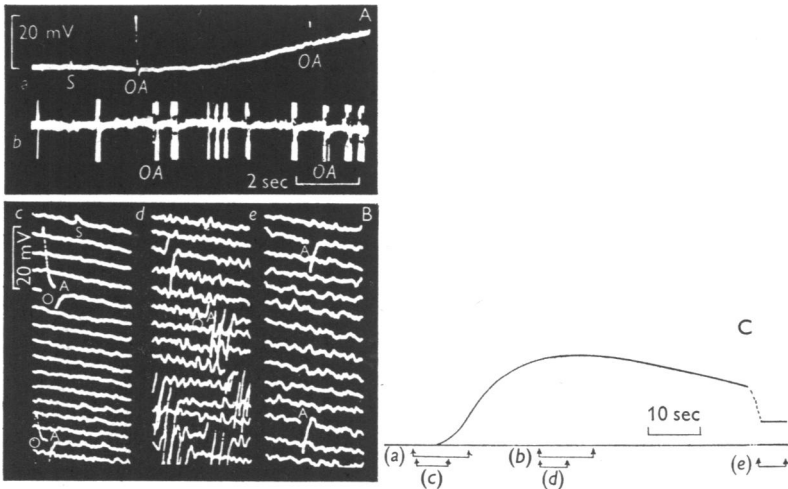 A
20 mV
a S OA OA
b
OA 2 sec OA
c d e B
S
20 mV
A
A
O
A
O A
A
O A
C
10 sec
(a) (b) (e)
(c) (d)